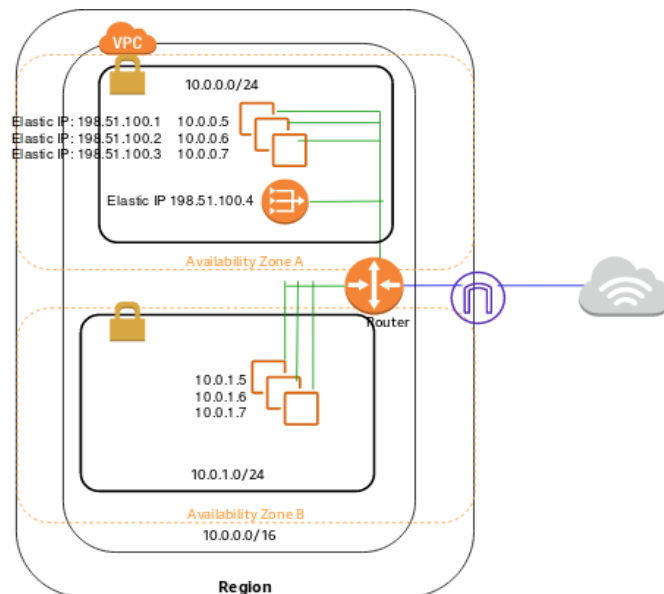 VPC
10.0.0.0/24
Elastic IP: 198.51.100.1 10.0.0.5
Elastic IP: 198.51.100.2 10.0.0.6
Elastic IP: 198.51.100.3 10.0.0.7
Elastic IP 198.51.100.4
Availability Zone A
Router
10.0.1.5
10.0.1.6
10.0.1.7
10.0.1.0/24
Availability Zone B
10.0.0.0/16
Region